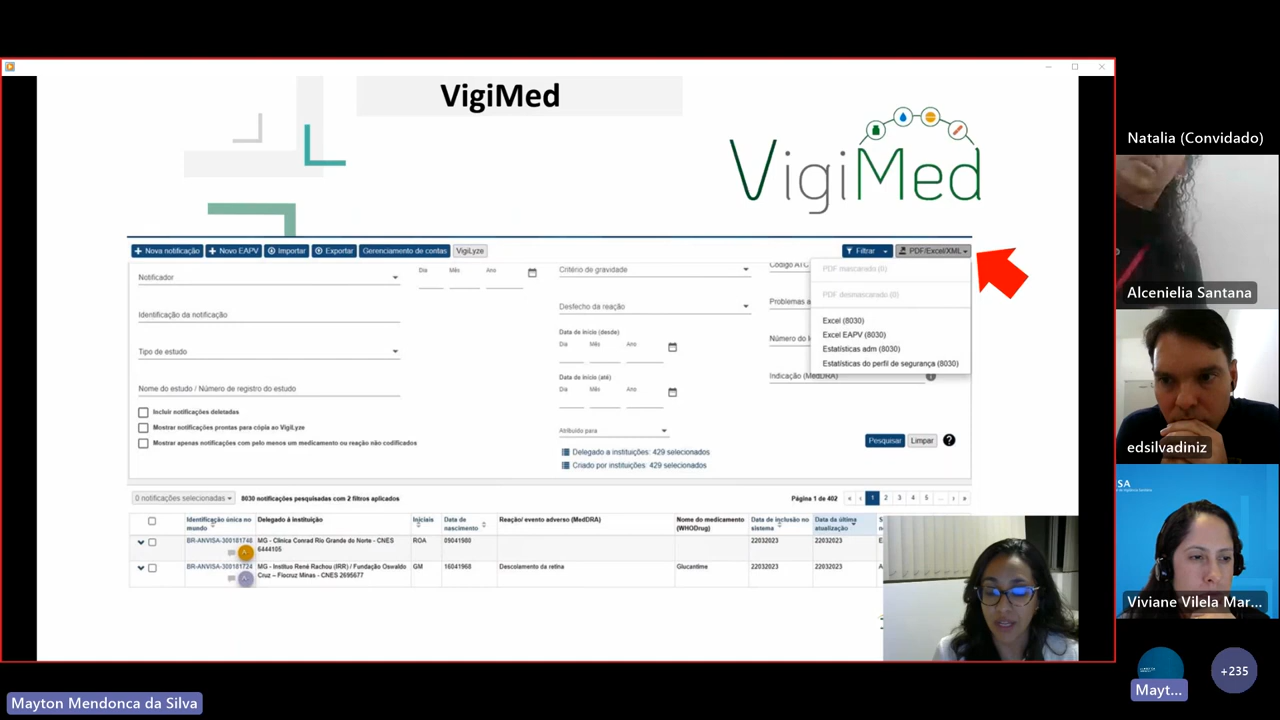 VigiMed
VigiMed
Nova notificação
Novo EAPV
Importar
Exportar
Gerenciamento de contas
VigiLyze
Filtrar
PDF/Excel/XML
Notificador
Dia Mês Ano
Critério de gravidade
Código ATC
PDF mascarado (0)
PDF desmascarado (0)
Identificação da notificação
Desfecho da reação
Problemas a
Excel (8030)
Excel EAPV (8030)
Estatísticas adm (8030)
Estatísticas do perfil de segurança (8030)
Tipo de estudo
Data de início (desde)
Dia Mês Ano
Número do l
Indicação (MedDRA)
Nome do estudo / Número de registro do estudo
Data de início (até)
Dia Mês Ano
Incluir notificações deletadas
Mostrar notificações prontas para cópia ao VigiLyze
Mostrar apenas notificações com pelo menos um medicamento ou reação não codificados
Atribuído para
Delegado a instituições: 429 selecionados
Criado por instituições: 429 selecionados
Pesquisar
Limpar
?
0 notificações selecionadas
8030 notificações pesquisadas com 2 filtros aplicados
Página 1 de 402 « ‹ 1 2 3 4 5 ... › »
Identificação única no mundo
Delegado à instituição
Iniciais
Data de nascimento
Reação/ evento adverso (MedDRA)
Nome do medicamento (WHODrug)
Data de inclusão no sistema
Data da última atualização
BR-ANVISA-300181748
MG - Clínica Conrad Rio Grande do Norte - CNES 6444105
ROA
09041980
22032023
22032023
BR-ANVISA-300181724
MG - Institus René Rachou (IRR) / Fundação Oswaldo Cruz – Fiocruz Minas - CNES 2695677
GM
16041968
Descolamento da retina
Glucantime
22032023
22032023
Natalia (Convidado)
Alcenielia Santana
edsilvadiniz
Viviane Vilela Mar...
Mayt...
+235
Mayton Mendonca da Silva